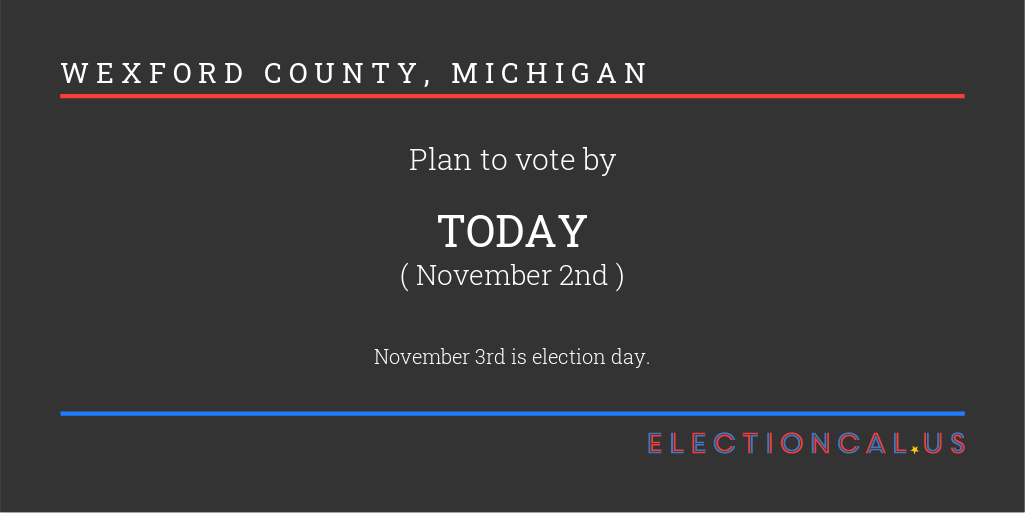 WEXFORD COUNTY, MICHIGAN
Plan to vote by
TODAY
( November 2nd )
November 3rd is election day.
ELECTIONCAL.US